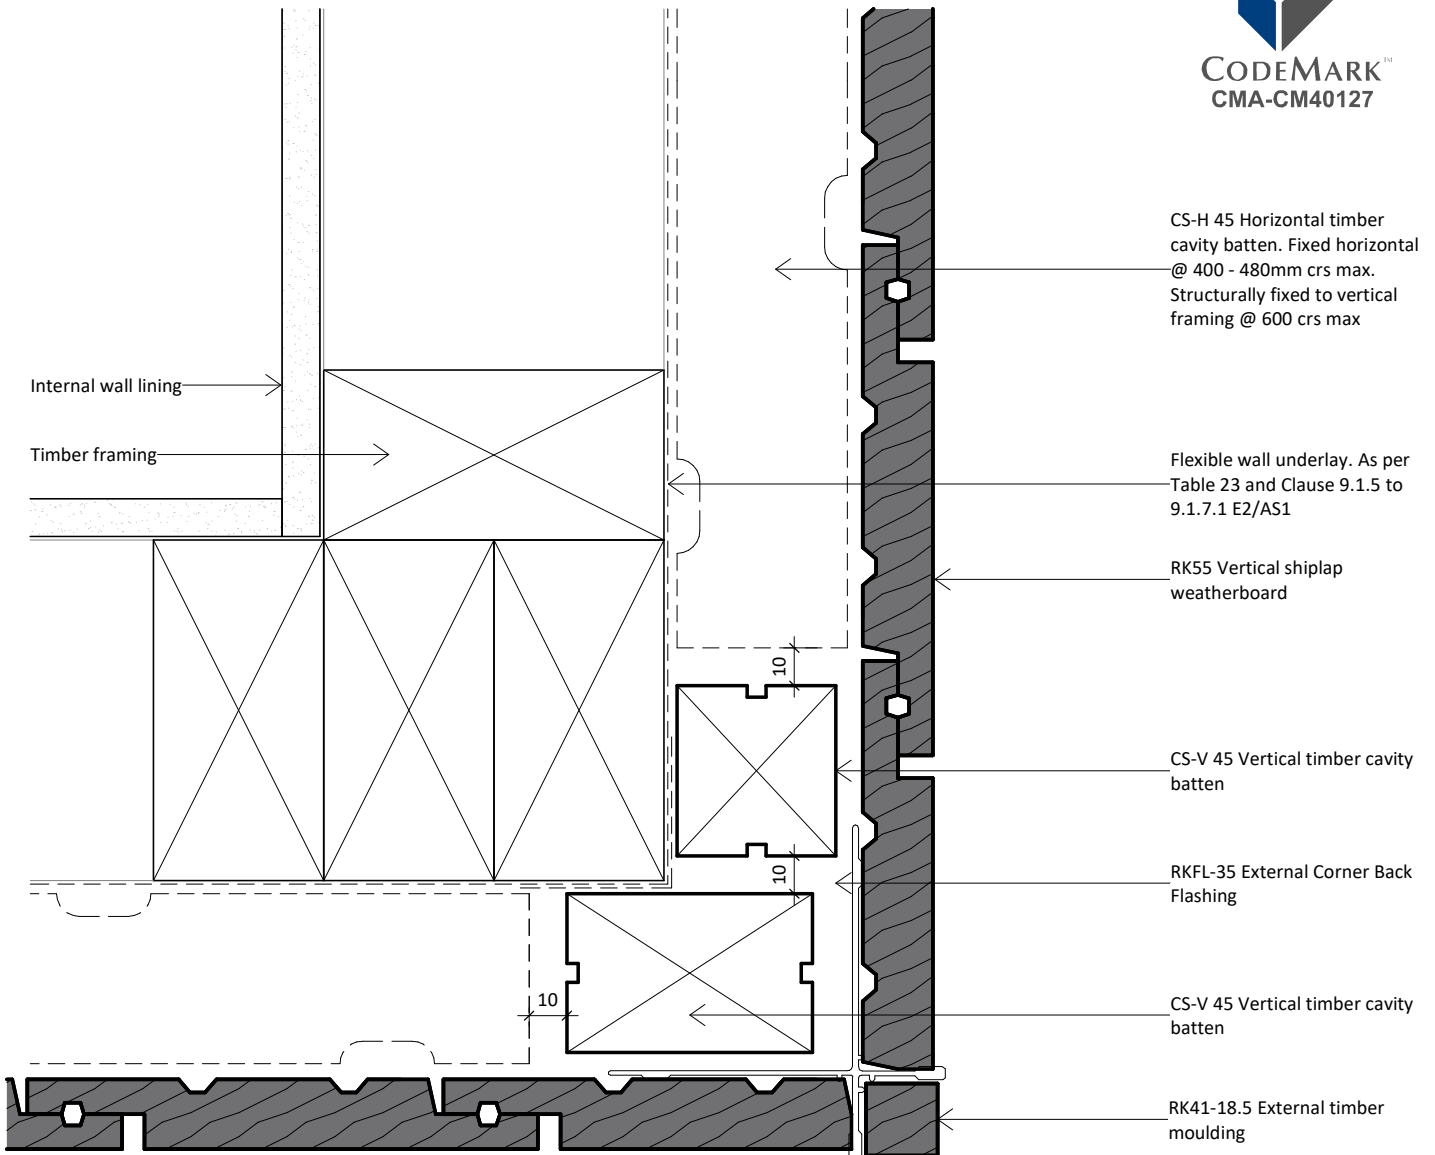 CODEMARK™
CMA-CM40127
CS-H 45 Horizontal timber
cavity batten. Fixed horizontal
@ 400 - 480mm crs max.
Structurally fixed to vertical
framing @ 600 crs max
Internal wall lining
Timber framing
Flexible wall underlay. As per
Table 23 and Clause 9.1.5 to
9.1.7.1 E2/AS1
RK55 Vertical shiplap
weatherboard
10
CS-V 45 Vertical timber cavity
batten
10
RKFL-35 External Corner Back
Flashing
10
CS-V 45 Vertical timber cavity
batten
RK41-18.5 External timber
moulding